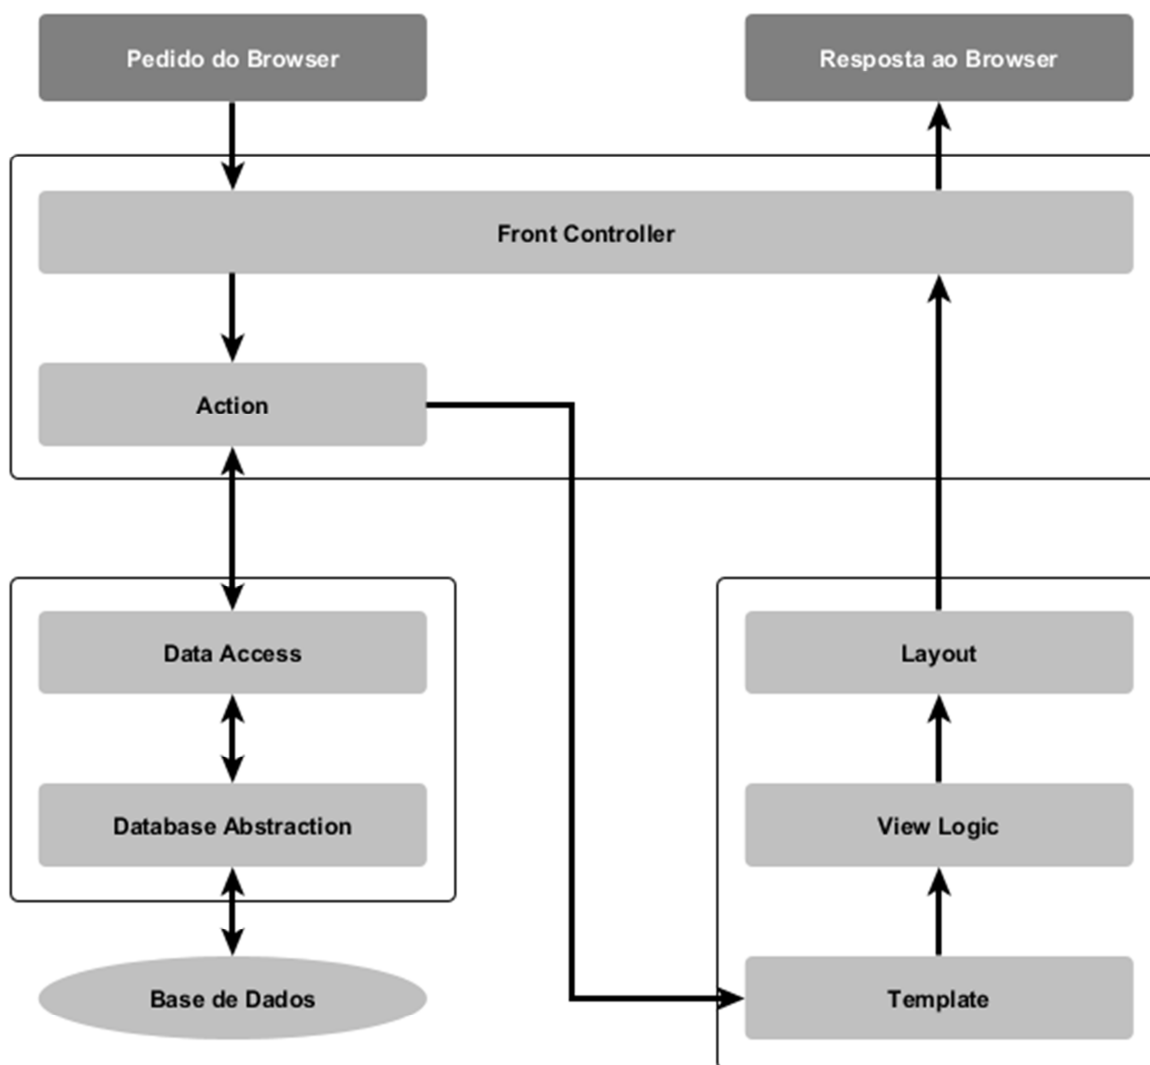 Pedido do Browser
Resposta ao Browser
Front Controller
Action
Data Access
Layout
Database Abstraction
View Logic
Base de Dados
Template